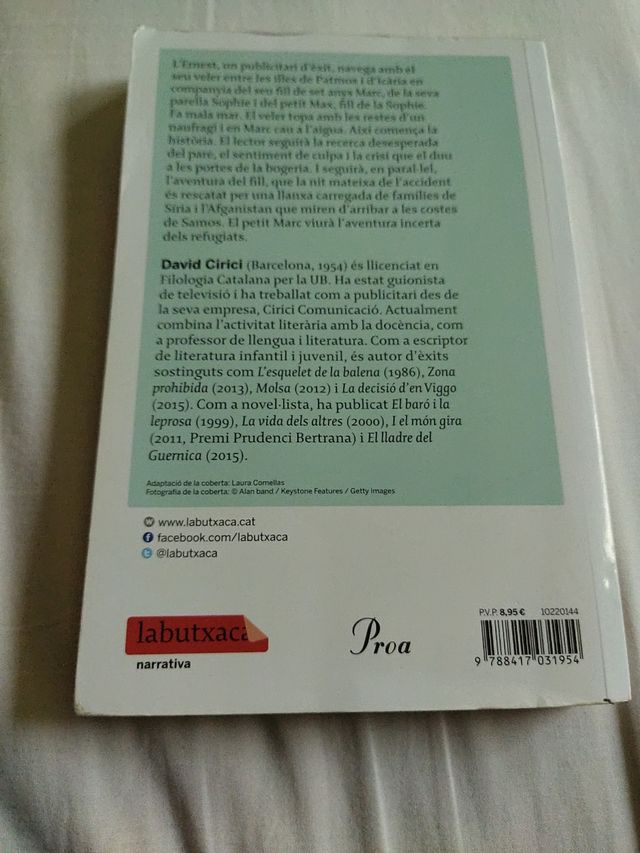 L'Ernest, un publicitari d'èxit, navega amb el
seu veler entre les illes de Patmos i d'Icària en
companyia del seu fill de set anys Marc, de la seva
parella Sophie i del petit Max, fill de la Sophie.
Fa mala mar. El veler topa amb les restes d'un
naufragi i en Marc cau a l'aigua. Així comença la
història. El lector seguirà la recerca desesperada
del pare, el sentiment de culpa i la crisi que el duu
a les portes de la bogeria. I seguirà, en paral·lel,
l'aventura del fill, que la nit mateixa de l'accident
és rescatat per una llanxa carregada de famílies de
Síria i l'Afganistan que miren d'arribar a les costes
de Samos. El petit Marc viurà l'aventura incerta
dels refugiats.
David Cirici (Barcelona, 1954) és llicenciat en
Filologia Catalana per la UB. Ha estat guionista
de televisió i ha treballat com a publicitari des de
la seva empresa, Cirici Comunicació. Actualment
combina l'activitat literària amb la docència, com
a professor de llengua i literatura. Com a escriptor
de literatura infantil i juvenil, és autor d'èxits
sostinguts com L'esquelet de la balena (1986), Zona
prohibida (2013), Molsa (2012) i La decisió d'en Viggo
(2015). Com a novel·lista, ha publicat El baró i la
leprosa (1999), La vida dels altres (2000), I el món gira
(2011, Premi Prudenci Bertrana) i El lladre del
Guernica (2015).
Adaptació de la coberta: Laura Comellas
Fotografia de la coberta: © Alan band / Keystone Features / Getty Images
www.labutxaca.cat
facebook.com/labutxaca
@labutxaca
labutxaca
narrativa
Proa
P.V.P. 8,95 € 10220144
9 788417 031954